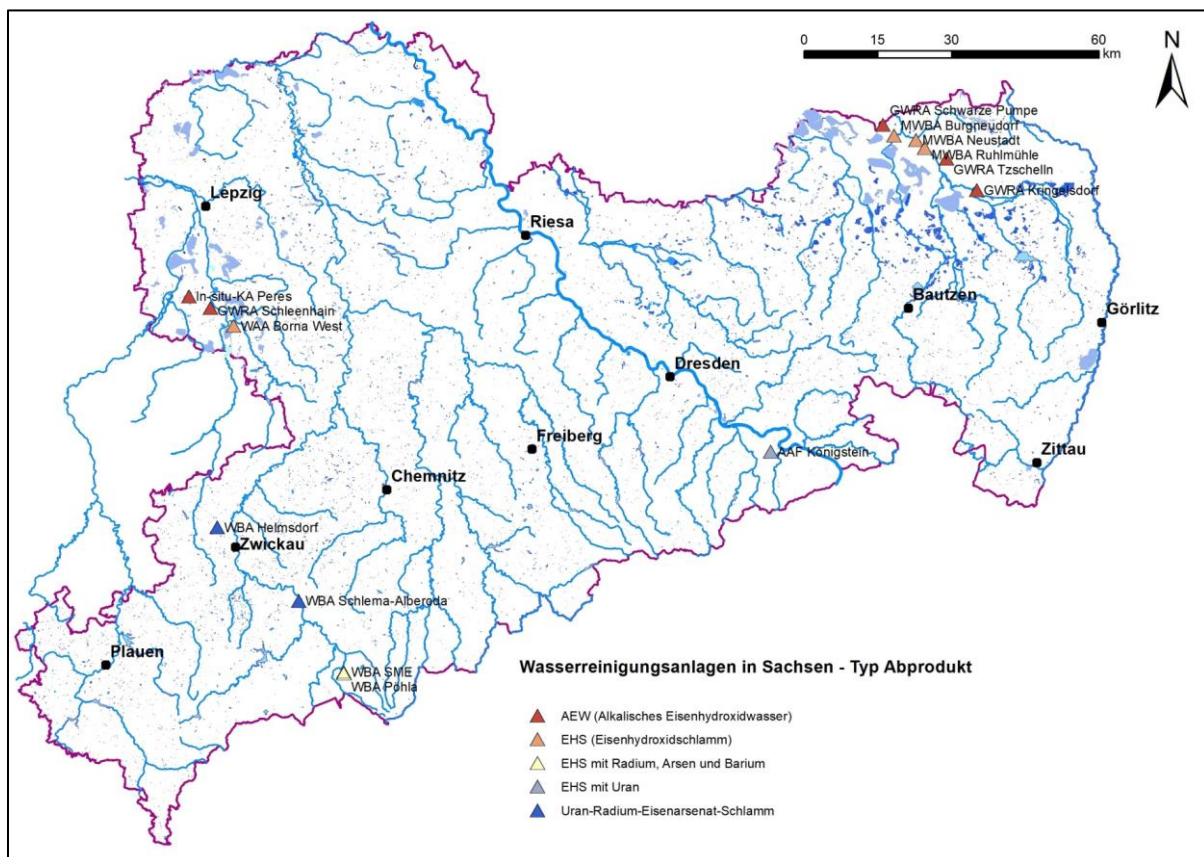 0 15 30 60
km
N
GWRA Schwarze Pumpe
MWBA Burgneudorf
MWBA Neustadt
MWBA Ruhlmühle
GWRA Tzschelln
GWRA Kringelsdorf
Lepzig
Riesa
In-situ-KA Peres
GWRA Schleenhain
WAA Borna West
Bautzen
Görlitz
Dresden
Freiberg
AAF Königstein
Zittau
Chemnitz
WBA Helmsdorf
Zwickau
WBA Schlema-Alberoda
Plauen
WBA SME
WBA Pöhla
Wasserreinigungsanlagen in Sachsen - Typ Abprodukt
AEW (Alkalisches Eisenhydroxidwasser)
EHS (Eisenhydroxidschlamm)
EHS mit Radium, Arsen und Barium
EHS mit Uran
Uran-Radium-Eisenarsenat-Schlamm